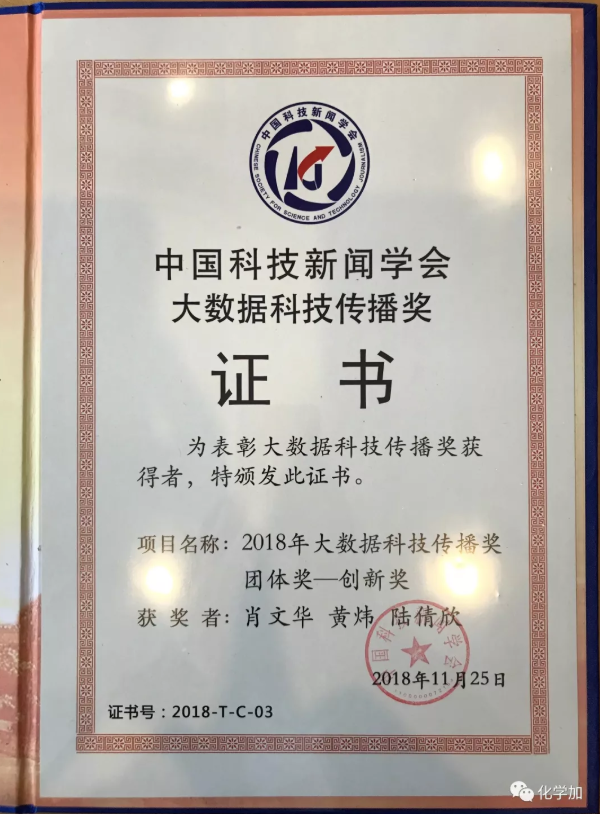 中国科技新闻学会
CHINESE SOCIETY FOR SCIENCE AND TECHNOLOGY JOURNALISM
中国科技新闻学会
大数据科技传播奖
证 书
为表彰大数据科技传播奖获
得者，特颁发此证书。
项目名称：2018年大数据科技传播奖
团体奖—创新奖
获 奖 者：肖文华 黄炜 陆倩欣
2018年11月25日
证书号：2018-T-C-03
化学加